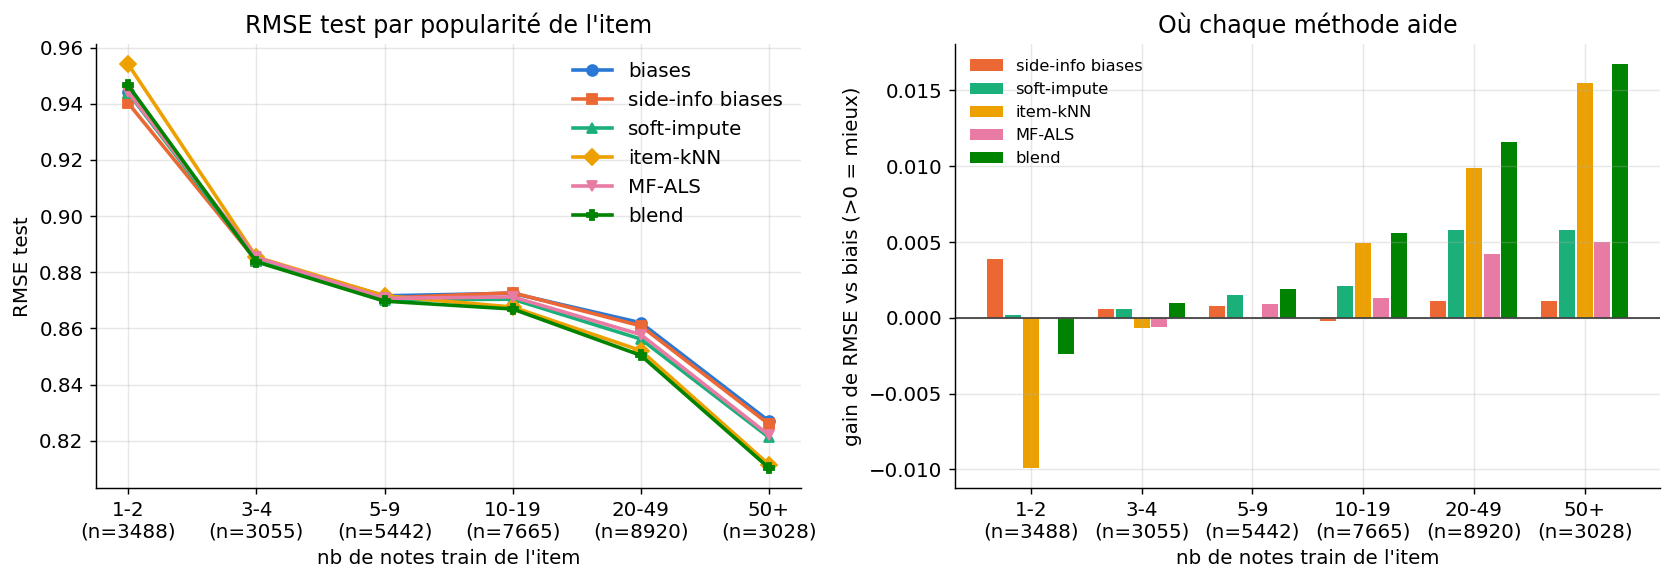 RMSE test par popularité de l'item
RMSE test
0.96
0.94
0.92
0.90
0.88
0.86
0.84
0.82
biases
side-info biases
soft-impute
item-kNN
MF-ALS
blend
1-2
(n=3488)
3-4
(n=3055)
5-9
(n=5442)
10-19
(n=7665)
20-49
(n=8920)
50+
(n=3028)
nb de notes train de l'item
Où chaque méthode aide
gain de RMSE vs biais (>0 = mieux)
0.015
0.010
0.005
0.000
−0.005
−0.010
side-info biases
soft-impute
item-kNN
MF-ALS
blend
1-2
(n=3488)
3-4
(n=3055)
5-9
(n=5442)
10-19
(n=7665)
20-49
(n=8920)
50+
(n=3028)
nb de notes train de l'item